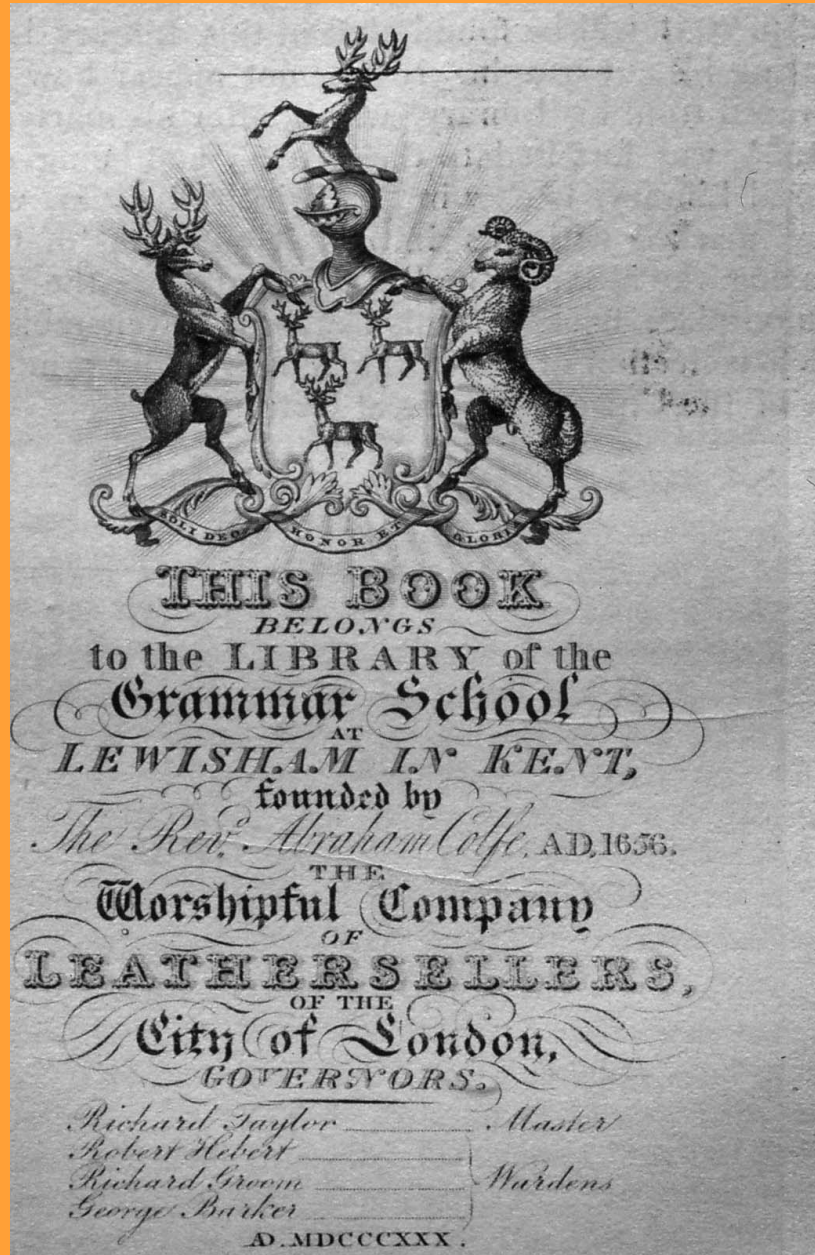 SOLI DEO HONOR ET GLORIA
THIS BOOK
BELONGS
to the LIBRARY of the
Grammar School
AT
LEWISHAM IN KENT,
founded by
The Revd. Abraham Colfe, AD, 1656.
THE
Worshipful Company
OF
LEATHERSELLERS,
OF THE
City of London,
GOVERNORS.
Richard Taylor Master
Robert Hebert
Richard Groom Wardens
George Barker
AD. MDCCCXXX.